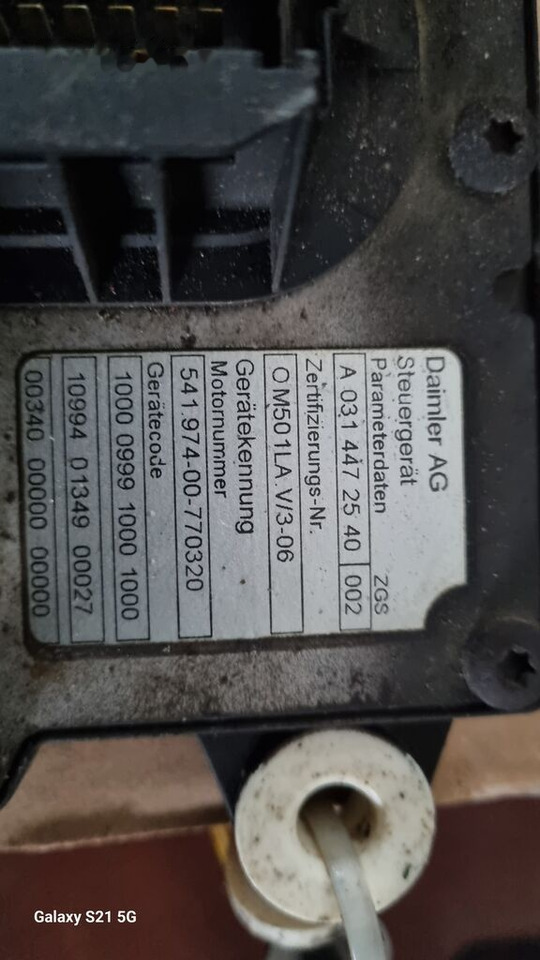 Daimler AG
Steuergerät
Parameterdaten ZGS
A 031 447 25 40 002
Zertifizierungs-Nr.
OM501LA.V/3-06
Gerätekennung
Motornummer
541.974-00-770320
Gerätecode
1000 0999 1000 1000
10994 01349 00027
00340 00000 00000
Galaxy S21 5G